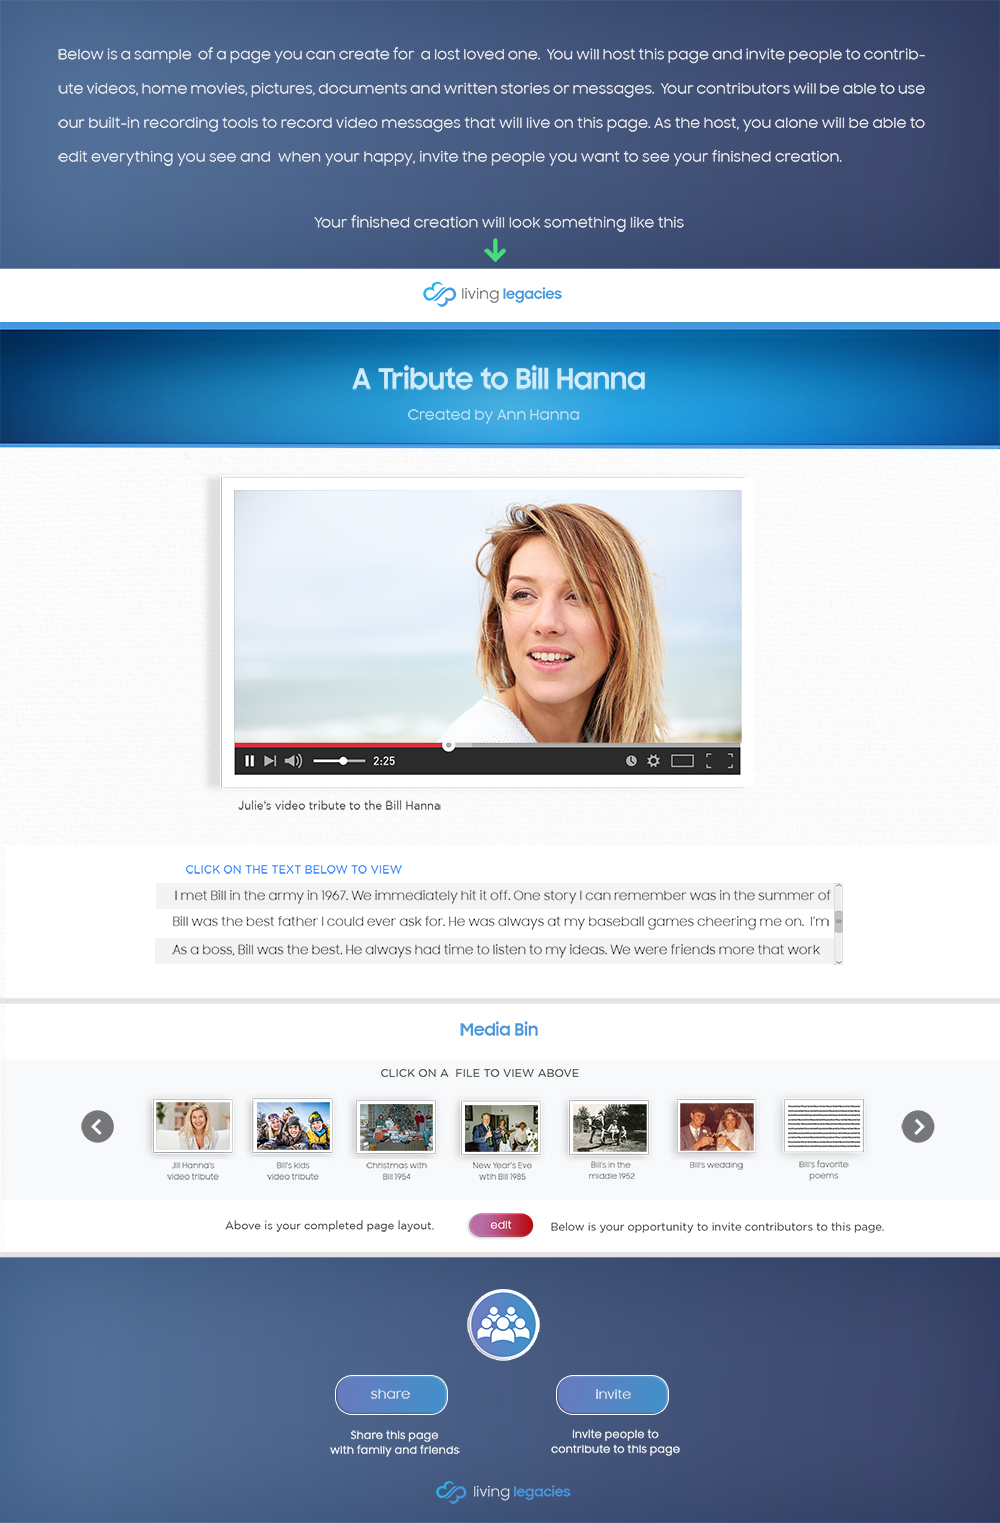 Below is a sample of a page you can create for a lost loved one. You will host this page and invite people to contrib-
ute videos, home movies, pictures, documents and written stories or messages. Your contributors will be able to use
our built-in recording tools to record video messages that will live on this page. As the host, you alone will be able to
edit everything you see and when your happy, invite the people you want to see your finished creation.
Your finished creation will look something like this
living legacies
A Tribute to Bill Hanna
Created by Ann Hanna
2:25
Julie's video tribute to the Bill Hanna
CLICK ON THE TEXT BELOW TO VIEW
I met Bill in the army in 1967. We immediately hit it off. One story I can remember was in the summer of
Bill was the best father I could ever ask for. He was always at my baseball games cheering me on. I'm
As a boss, Bill was the best. He always had time to listen to my ideas. We were friends more that work
Media Bin
CLICK ON A FILE TO VIEW ABOVE
Jill Hanna's
video tribute
Bill's kids
video tribute
Christmas with
Bill 1954
New Year's Eve
wtih Bill 1985
Bill's in the
middle 1952
Bill's wedding
Bill's favorite
poems
Above is your completed page layout.
edit
Below is your opportunity to invite contributors to this page.
share
invite
Share this page
with family and friends
Invite people to
contribute to this page
living legacies